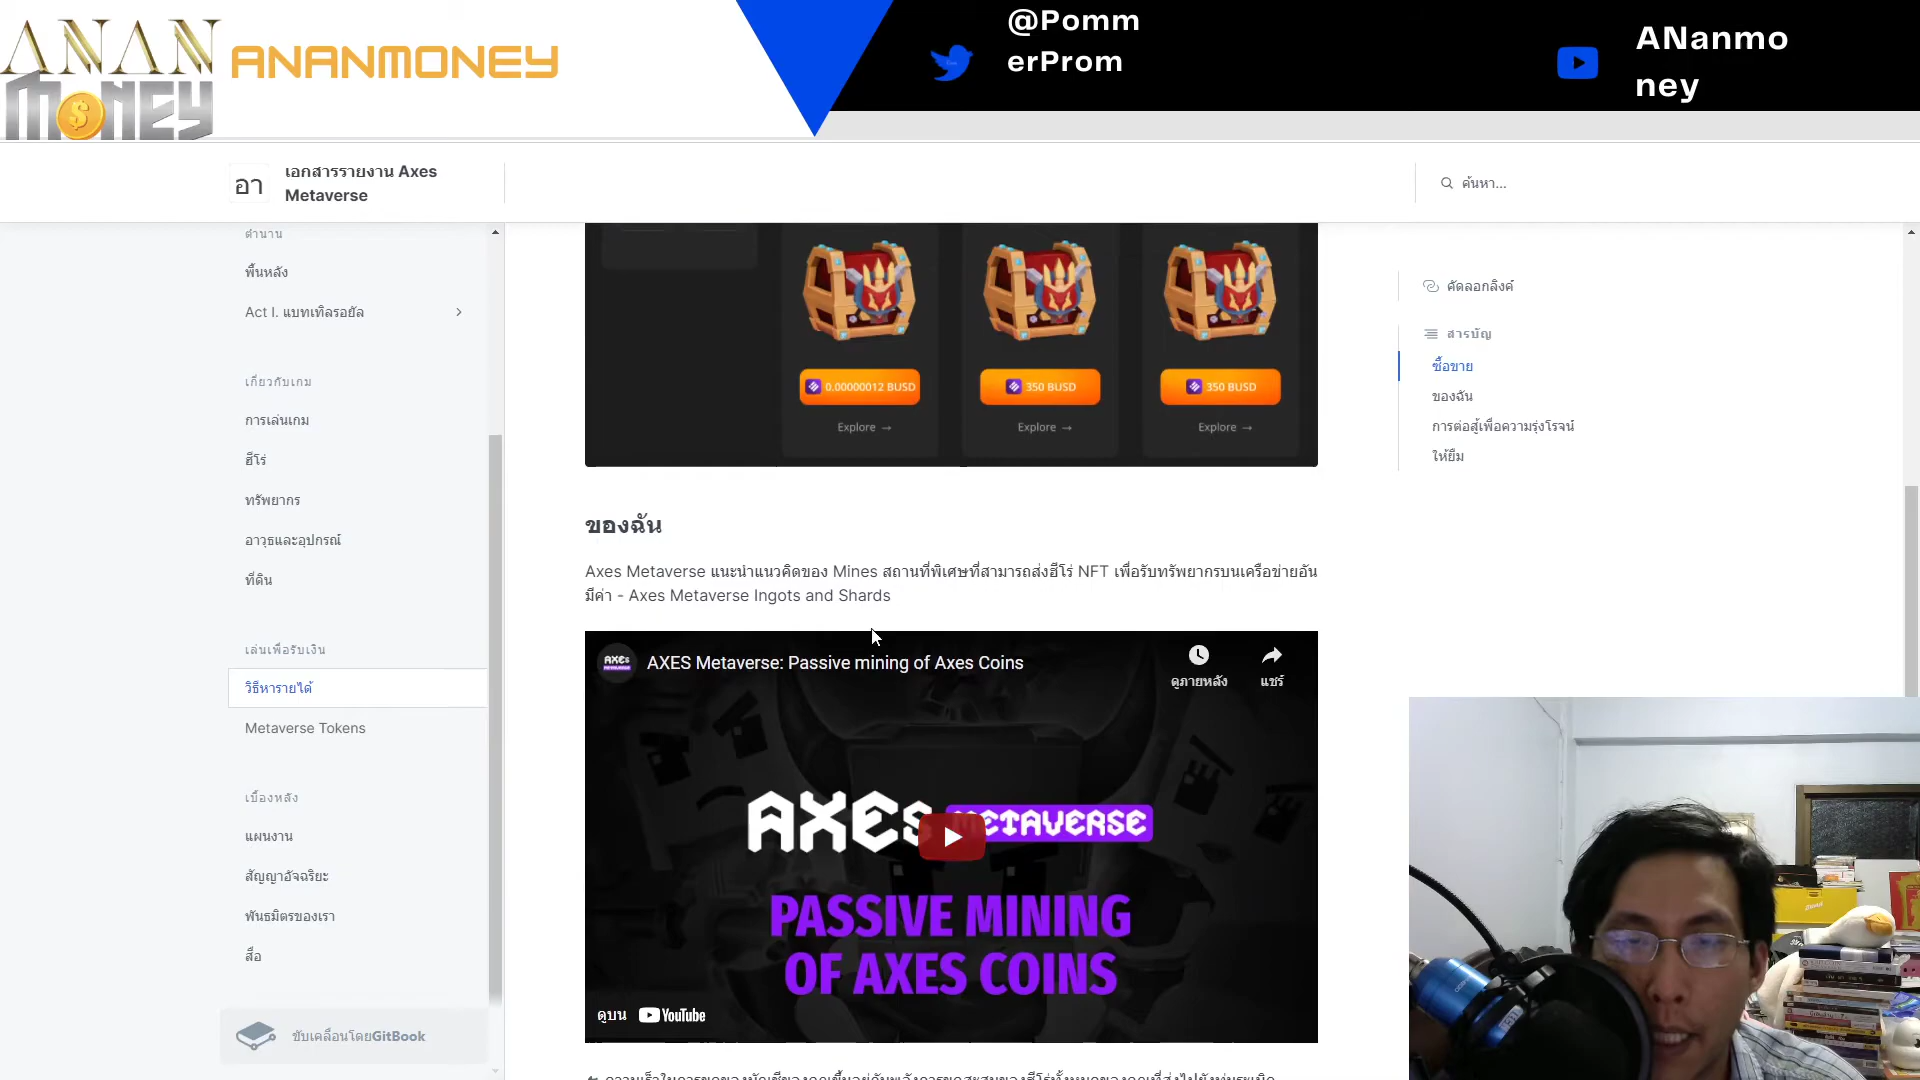 ANAN
MONEY
ANANMONEY
@Pomm
erProm
ANanmo
ney
อา
เอกสารรายงาน Axes
Metaverse
ค้นหา...
ตำนาน
พื้นหลัง
Act I. แบทเทิลรอยัล
เกี่ยวกับเกม
การเล่นเกม
ฮีโร่
ทรัพยากร
อาวุธและอุปกรณ์
ที่ดิน
เล่นเพื่อรับเงิน
วิธีหารายได้
Metaverse Tokens
เบื้องหลัง
แผนงาน
สัญญาอัจฉริยะ
พันธมิตรของเรา
สื่อ
ขับเคลื่อนโดยGitBook
0.00000012 BUSD
350 BUSD
350 BUSD
Explore →
Explore →
Explore →
ของฉัน
Axes Metaverse แนะนำแนวคิดของ Mines สถานที่พิเศษที่สามารถส่งฮีโร่ NFT เพื่อรับทรัพยากรบนเครือข่ายอัน
มีค่า - Axes Metaverse Ingots and Shards
AXES METAVERSE
AXES Metaverse: Passive mining of Axes Coins
ดูภายหลัง
แชร์
AXES METAVERSE
PASSIVE MINING
OF AXES COINS
ดูบน YouTube
คัดลอกลิงค์
สารบัญ
ซื้อขาย
ของฉัน
การต่อสู้เพื่อความรุ่งโรจน์
ให้ยืม